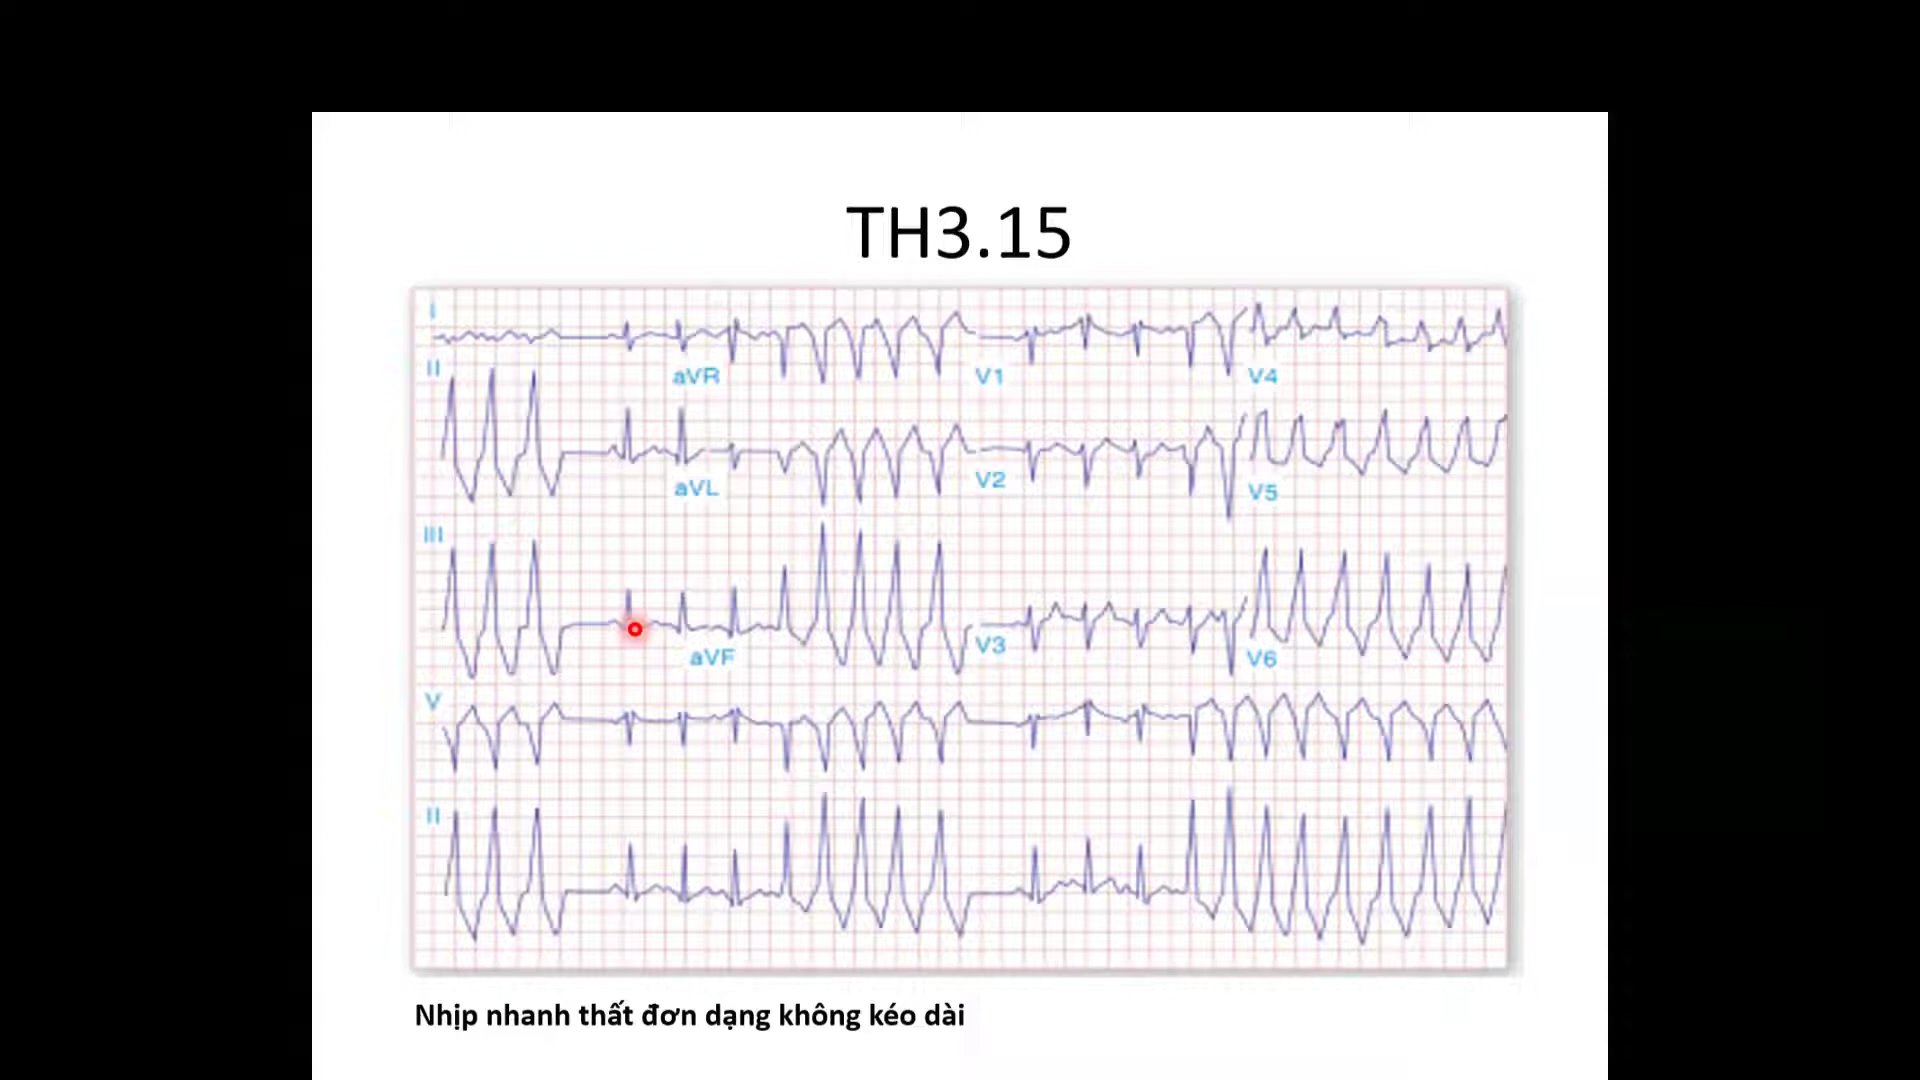 TH3.15
I
II
aVR
V1
V4
aVL
V2
V5
III
aVF
V3
V6
V
II
Nhịp nhanh thất đơn dạng không kéo dài